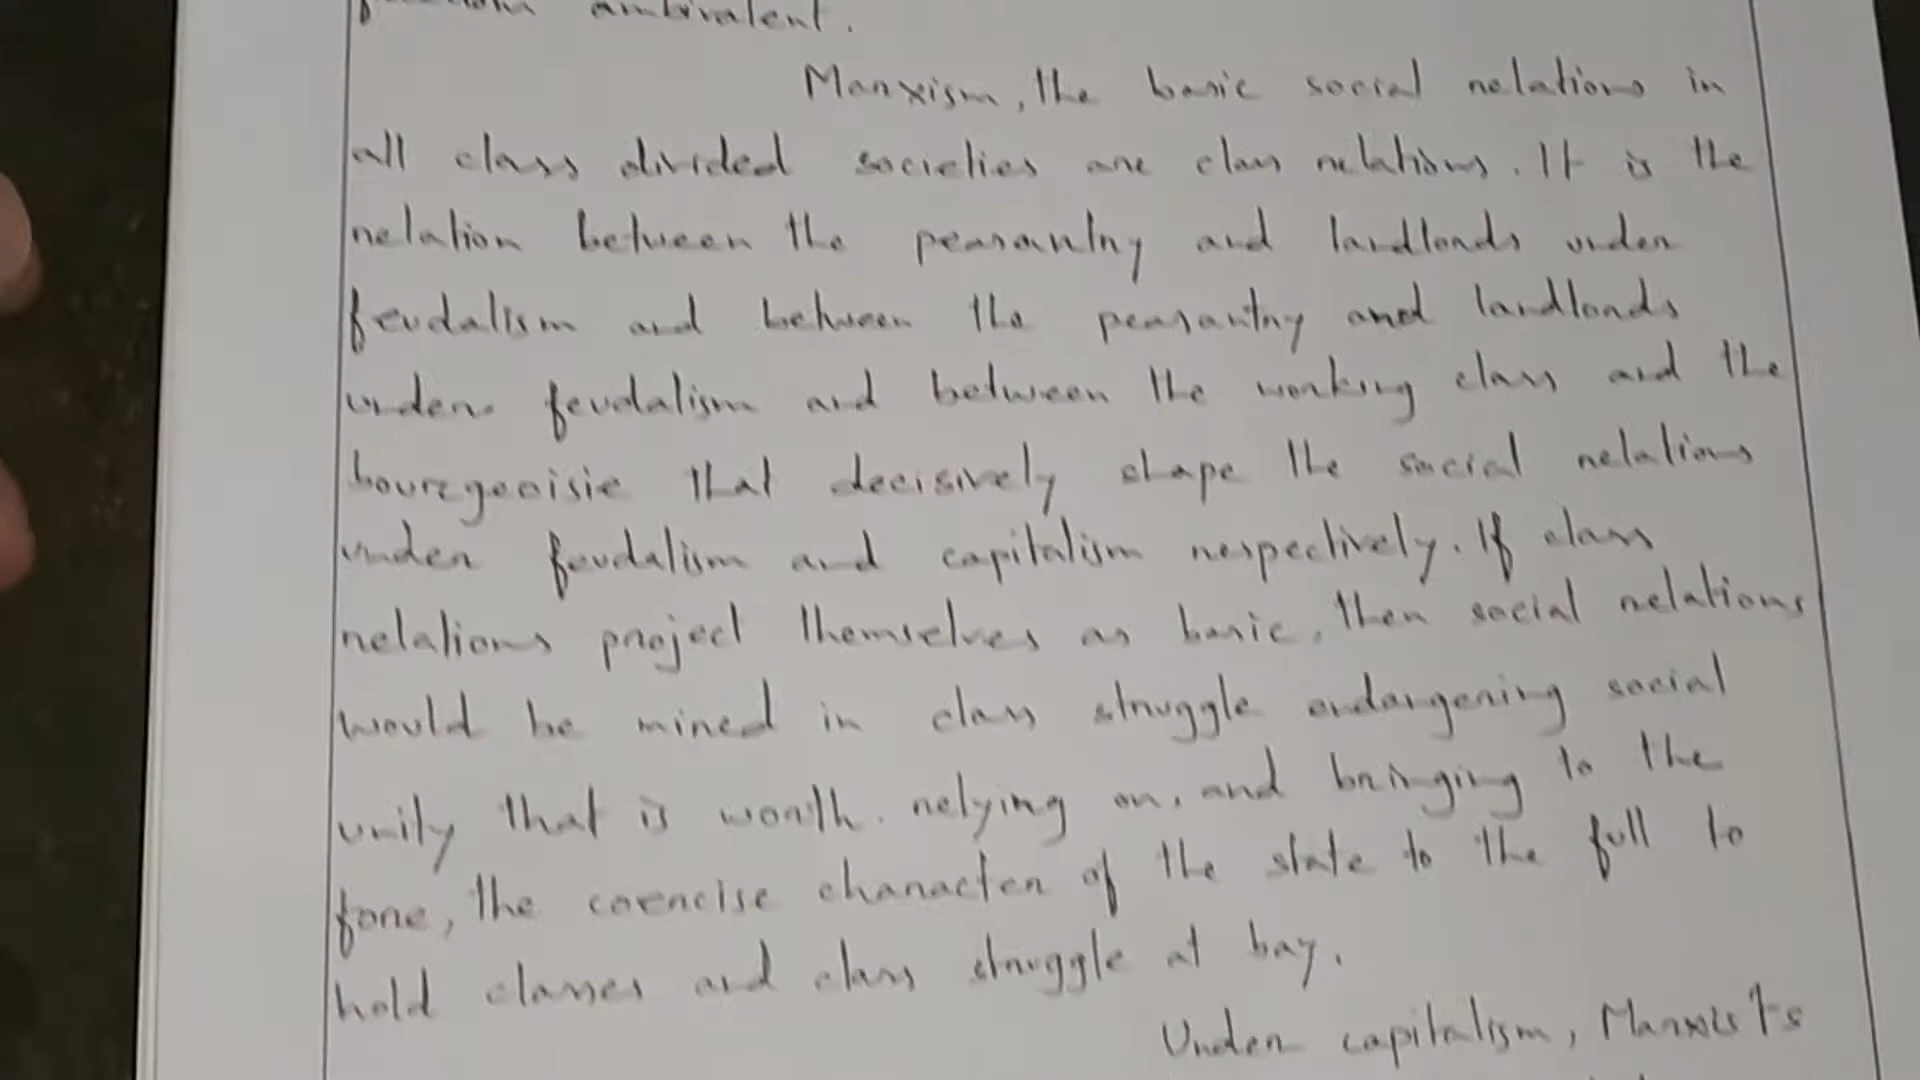 ambivalent.
Marxism, the basic social relations in
all class divided societies are class relations. It is the
relation between the peasantry and landlords under
feudalism and between the peasantry and landlords
under feudalism and between the working class and the
bourgeoisie that decisively shape the social relations
under feudalism and capitalism respectively. If class
relations project themselves as basic, then social relations
would be mired in class struggle endangering social
unity that is worth relying on, and bringing to the
fore, the coercise character of the state to the full to
hold classes and class struggle at bay.
Under capitalism, Marxists